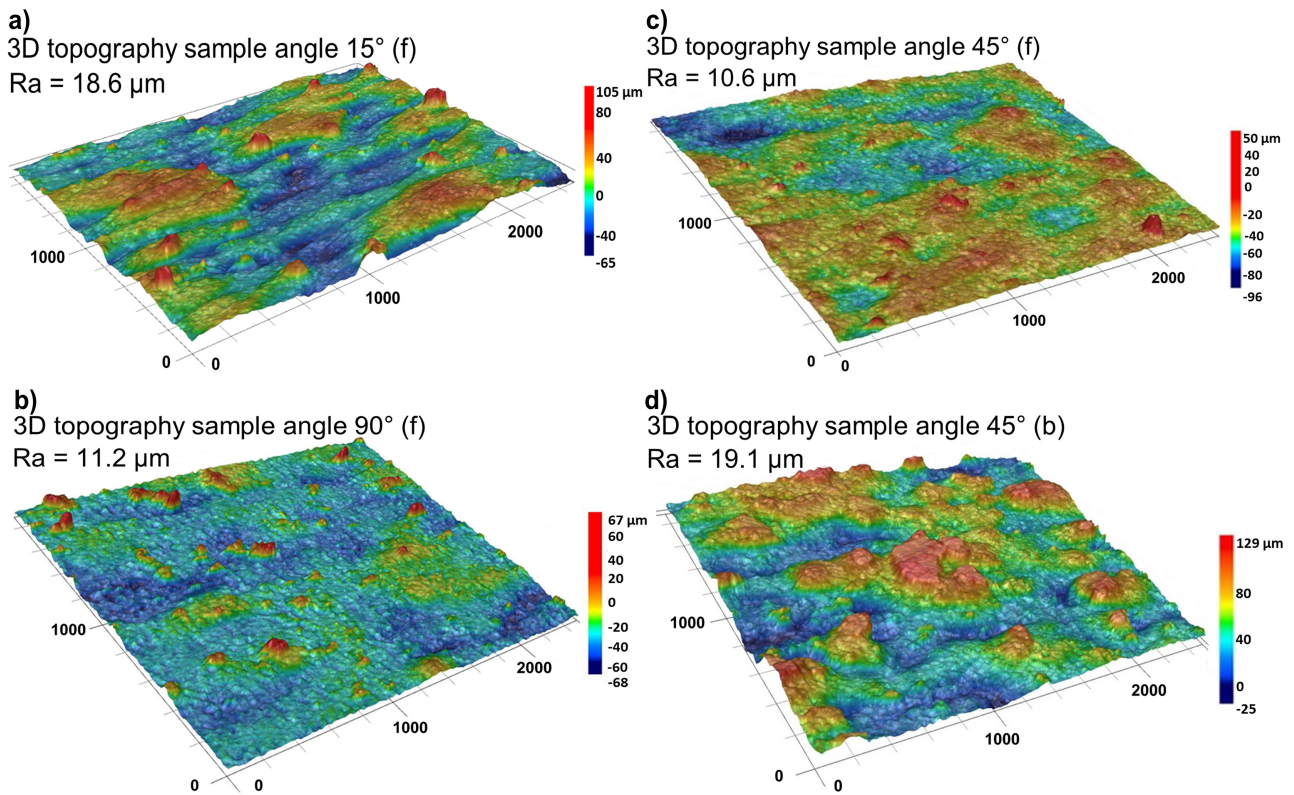 a)
3D topography sample angle 15° (f)
Ra = 18.6 µm
105 µm
80
40
0
-40
-65
1000
2000
1000
0
0
c)
3D topography sample angle 45° (f)
Ra = 10.6 µm
50 µm
40
20
0
-20
-40
-60
-80
-96
1000
2000
1000
0
0
b)
3D topography sample angle 90° (f)
Ra = 11.2 µm
67 µm
60
40
20
0
-20
-40
-60
-68
1000
2000
1000
0
0
d)
3D topography sample angle 45° (b)
Ra = 19.1 µm
129 µm
80
40
0
-25
1000
2000
1000
0
0